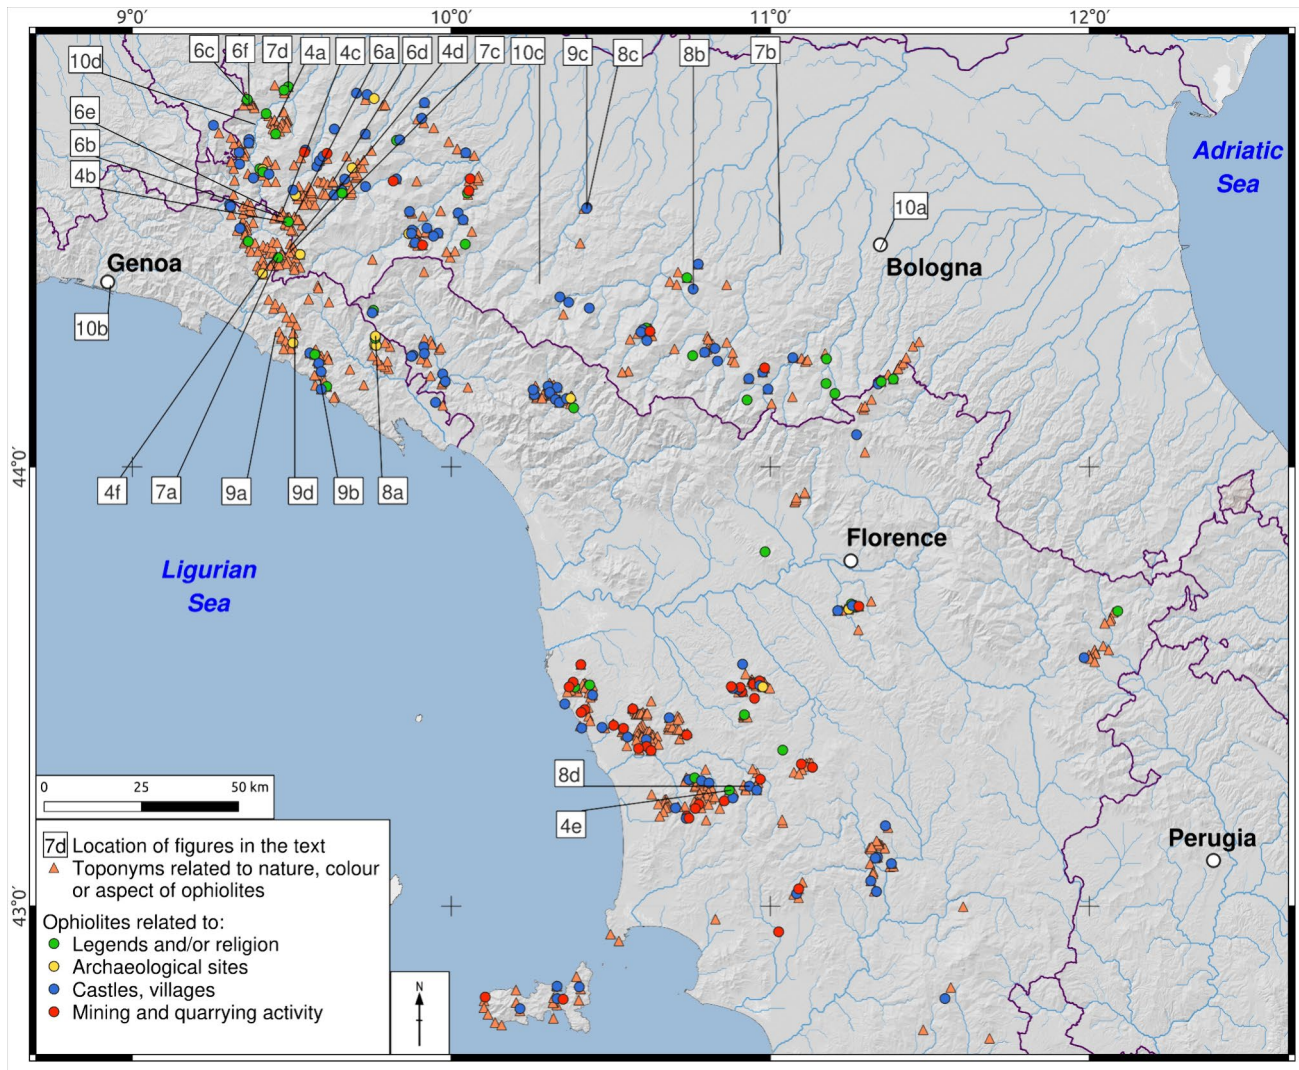 9°0′ 10°0′ 11°0′ 12°0′
6c 6f 7d 4a 4c 6a 6d 4d 7c 10c 9c 8c 8b 7b
10d
6e
6b
4b
Adriatic
Sea
10a
Genoa
Bologna
10b
44°0′
4f 7a 9a 9d 9b 8a
Florence
Ligurian
Sea
8d
4e
0 25 50 km
Perugia
7d Location of figures in the text
Toponyms related to nature, colour
or aspect of ophiolites
43°0′
Ophiolites related to:
Legends and/or religion
Archaeological sites
Castles, villages
Mining and quarrying activity
N